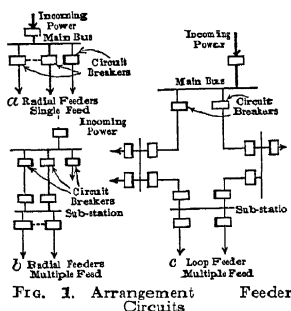 Incoming
Power
Main Bus
Circuit
Breakers
a Radial Feeders
Single Feed
Incoming
Power
Circuit
Breakers
Sub-station
b Radial Feeders
Multiple Feed
Incoming
Power
Main Bus
Circuit
Breakers
Sub-statio
c Loop Feeder
Multiple Feed
FIG. 1. Arrangement Feeder
Circuits